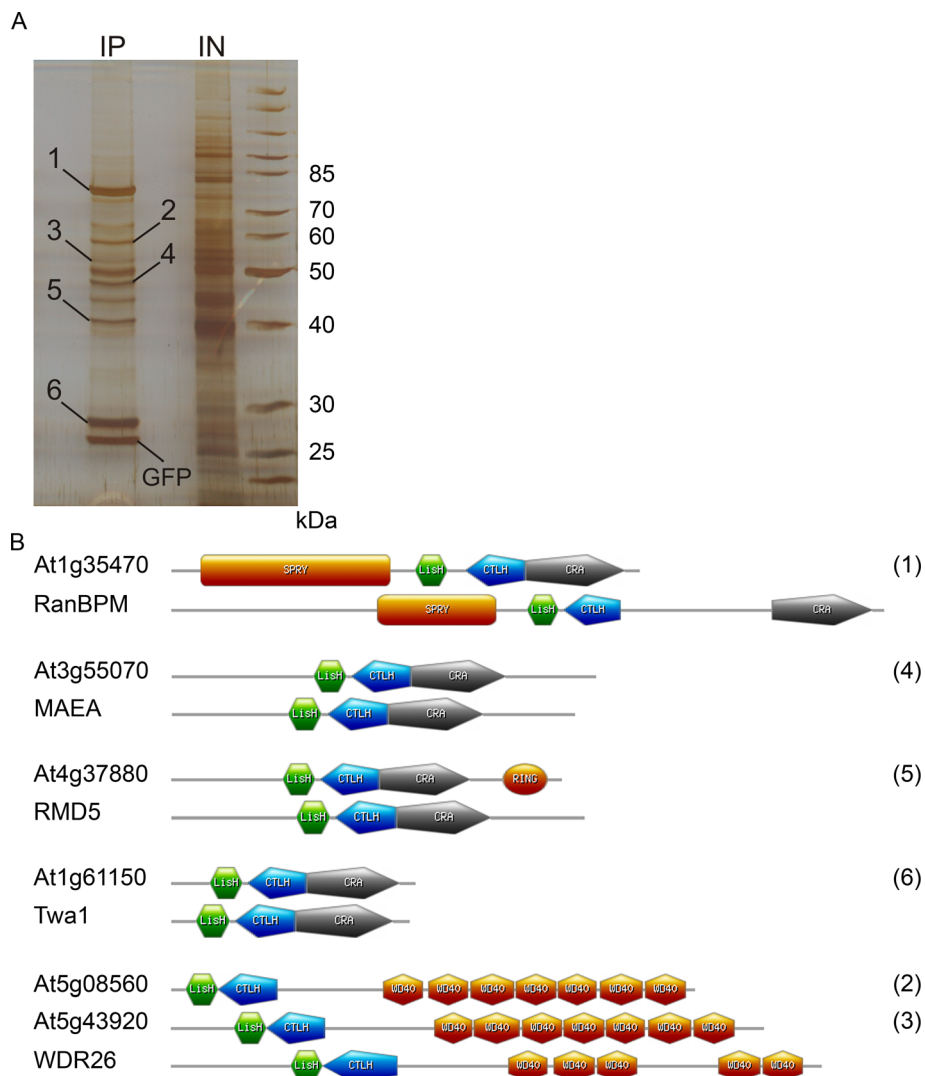 A
IP IN
1
85
2
70
3
60
4
50
5
40
6
30
25
GFP
kDa
B
At1g35470 SPRY LisH CTLH CRA (1)
RanBPM SPRY LisH CTLH CRA
At3g55070 LisH CTLH CRA (4)
MAEA LisH CTLH CRA
At4g37880 LisH CTLH CRA RING (5)
RMD5 LisH CTLH CRA
At1g61150 LisH CTLH CRA (6)
Twa1 LisH CTLH CRA
At5g08560 LisH CTLH WD40 WD40 WD40 WD40 WD40 WD40 WD40 (2)
At5g43920 LisH CTLH WD40 WD40 WD40 WD40 WD40 WD40 WD40 (3)
WDR26 LisH CTLH WD40 WD40 WD40 WD40 WD40